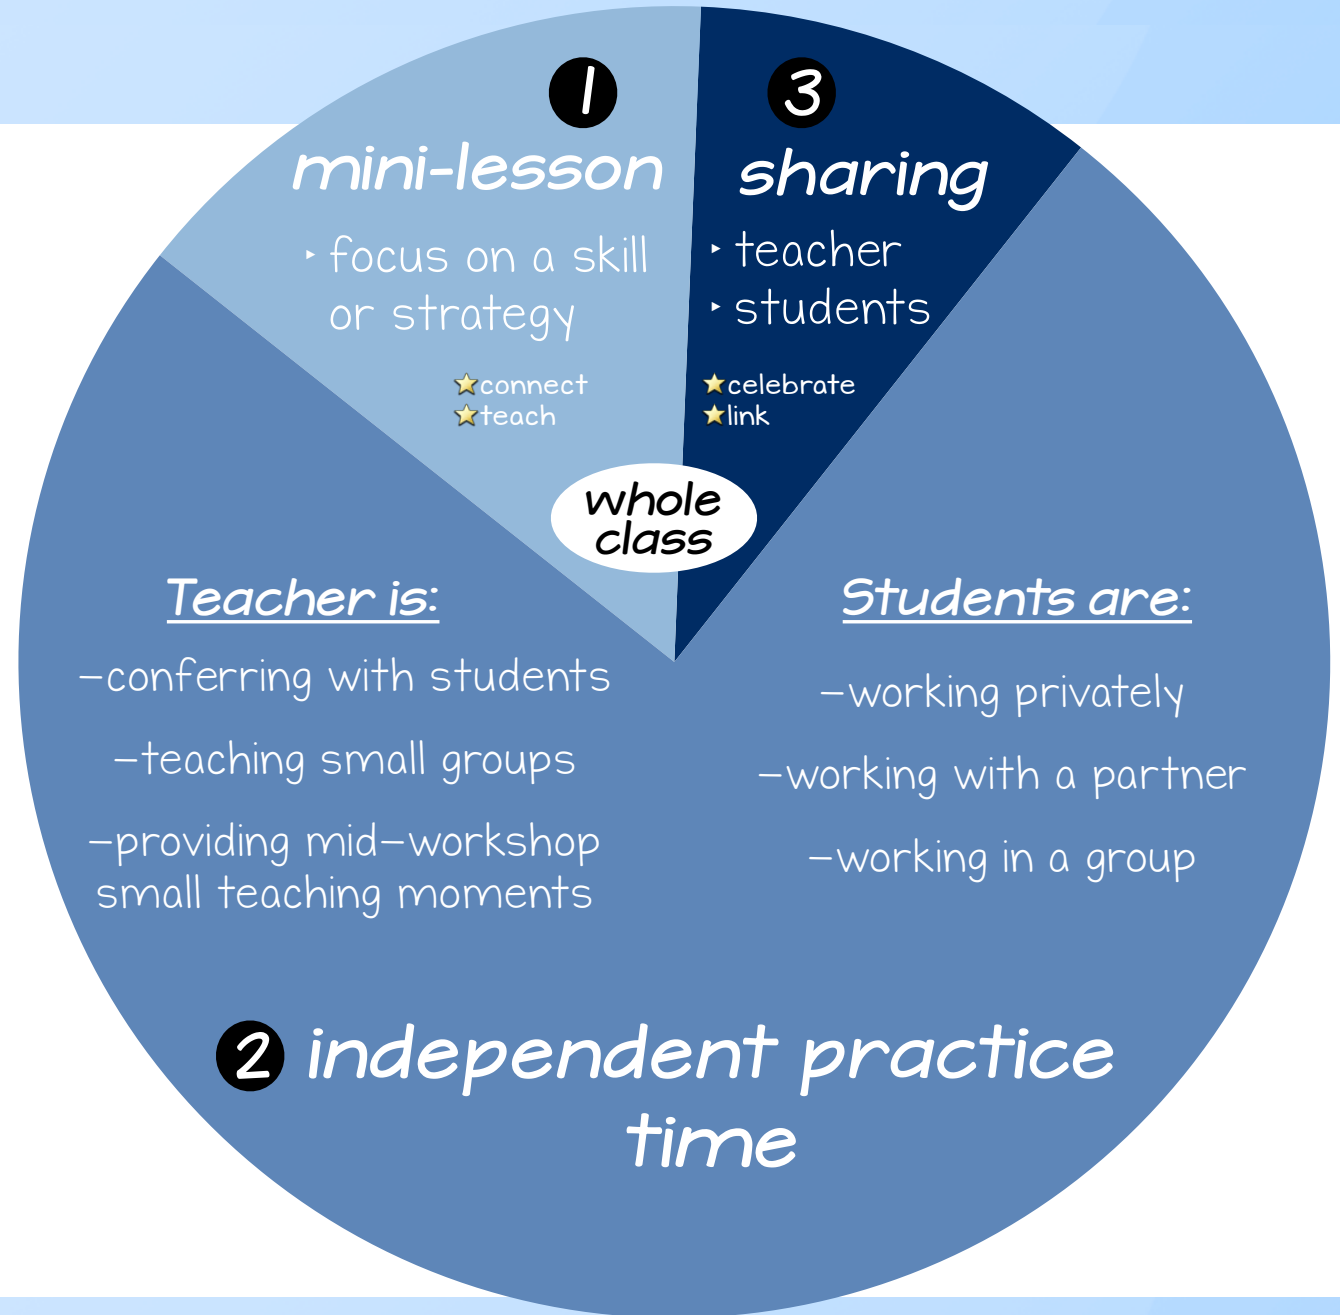 1
mini-lesson
‣ focus on a skill
or strategy
connect
teach
3
sharing
‣ teacher
‣ students
celebrate
link
whole
class
Teacher is:
-conferring with students
-teaching small groups
-providing mid-workshop
small teaching moments
Students are:
-working privately
-working with a partner
-working in a group
2 independent practice
time